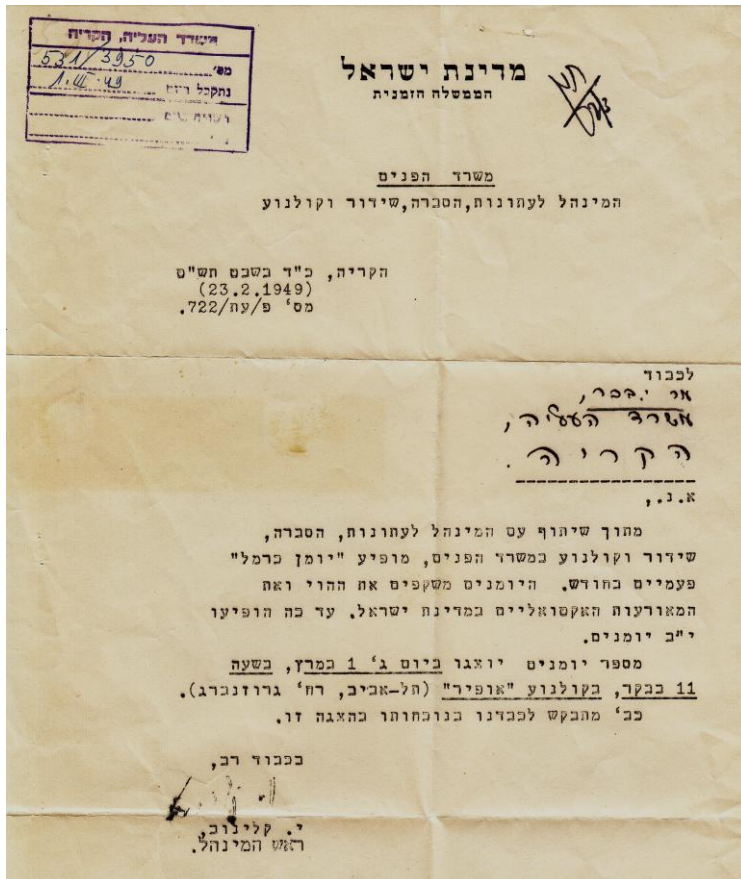 משרד העליה, הקריה
מס' 531/3950
נתקבל ביום 1.III.49
מדינת ישראל
הממשלה הזמנית
משרד הפנים
המינהל לעתונות,הסברה,שידור וקולנוע
הקריה, כ"ד בשבט תש"ט
(23.2.1949)
מס' פ/עת/722.
לכבוד
מר י.
משרד העליה,
הקריה.
א.נ.,
מתוך שיתוף עם המינהל לעתונות, הסברה,
שידור וקולנוע במשרד הפנים, מופיע "יומן כרמל"
פעמיים בחודש. היומנים משקפים את ההוי ואת
המאורעות האקטואליים במדינת ישראל. עד כה הופיעו
י"ב יומנים.
מספר יומנים יוצגו ביום ג' 1 במרץ, בשעה
11 בבקר, בקולנוע "אופיר" (תל-אביב, רח' גרוזנברג).
כב' מתבקש לכבדנו בנוכחותו בהצגה זו.
בכבוד רב,
י. קלינוב,
ראש המינהל.